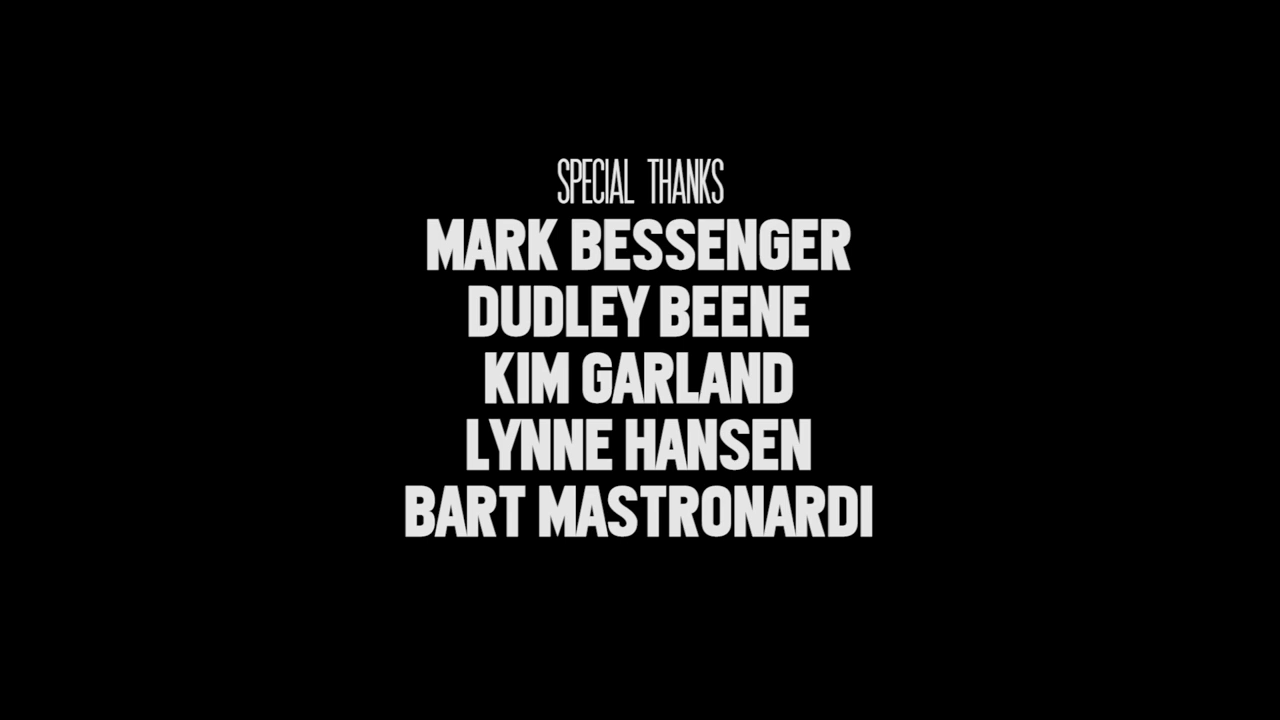 SPECIAL THANKS
MARK BESSENGER
DUDLEY BEENE
KIM GARLAND
LYNNE HANSEN
BART MASTRONARDI